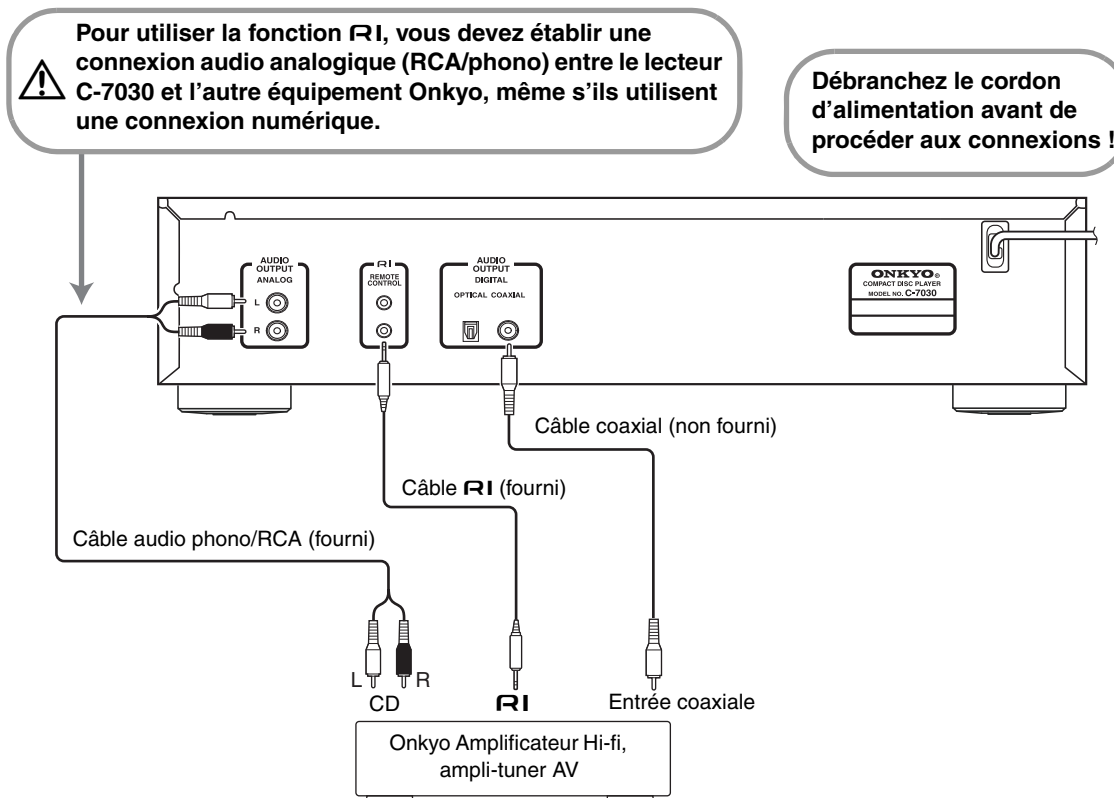 Pour utiliser la fonction RI, vous devez établir une
connexion audio analogique (RCA/phono) entre le lecteur
C-7030 et l'autre équipement Onkyo, même s'ils utilisent
une connexion numérique.
Débranchez le cordon
d'alimentation avant de
procéder aux connexions !
AUDIO
OUTPUT
ANALOG
L
R
RI
REMOTE
CONTROL
AUDIO
OUTPUT
DIGITAL
OPTICAL COAXIAL
ONKYO®
COMPACT DISC PLAYER
MODEL NO. C-7030
Câble coaxial (non fourni)
Câble RI (fourni)
Câble audio phono/RCA (fourni)
L R
CD
RI
Entrée coaxiale
Onkyo Amplificateur Hi-fi,
ampli-tuner AV